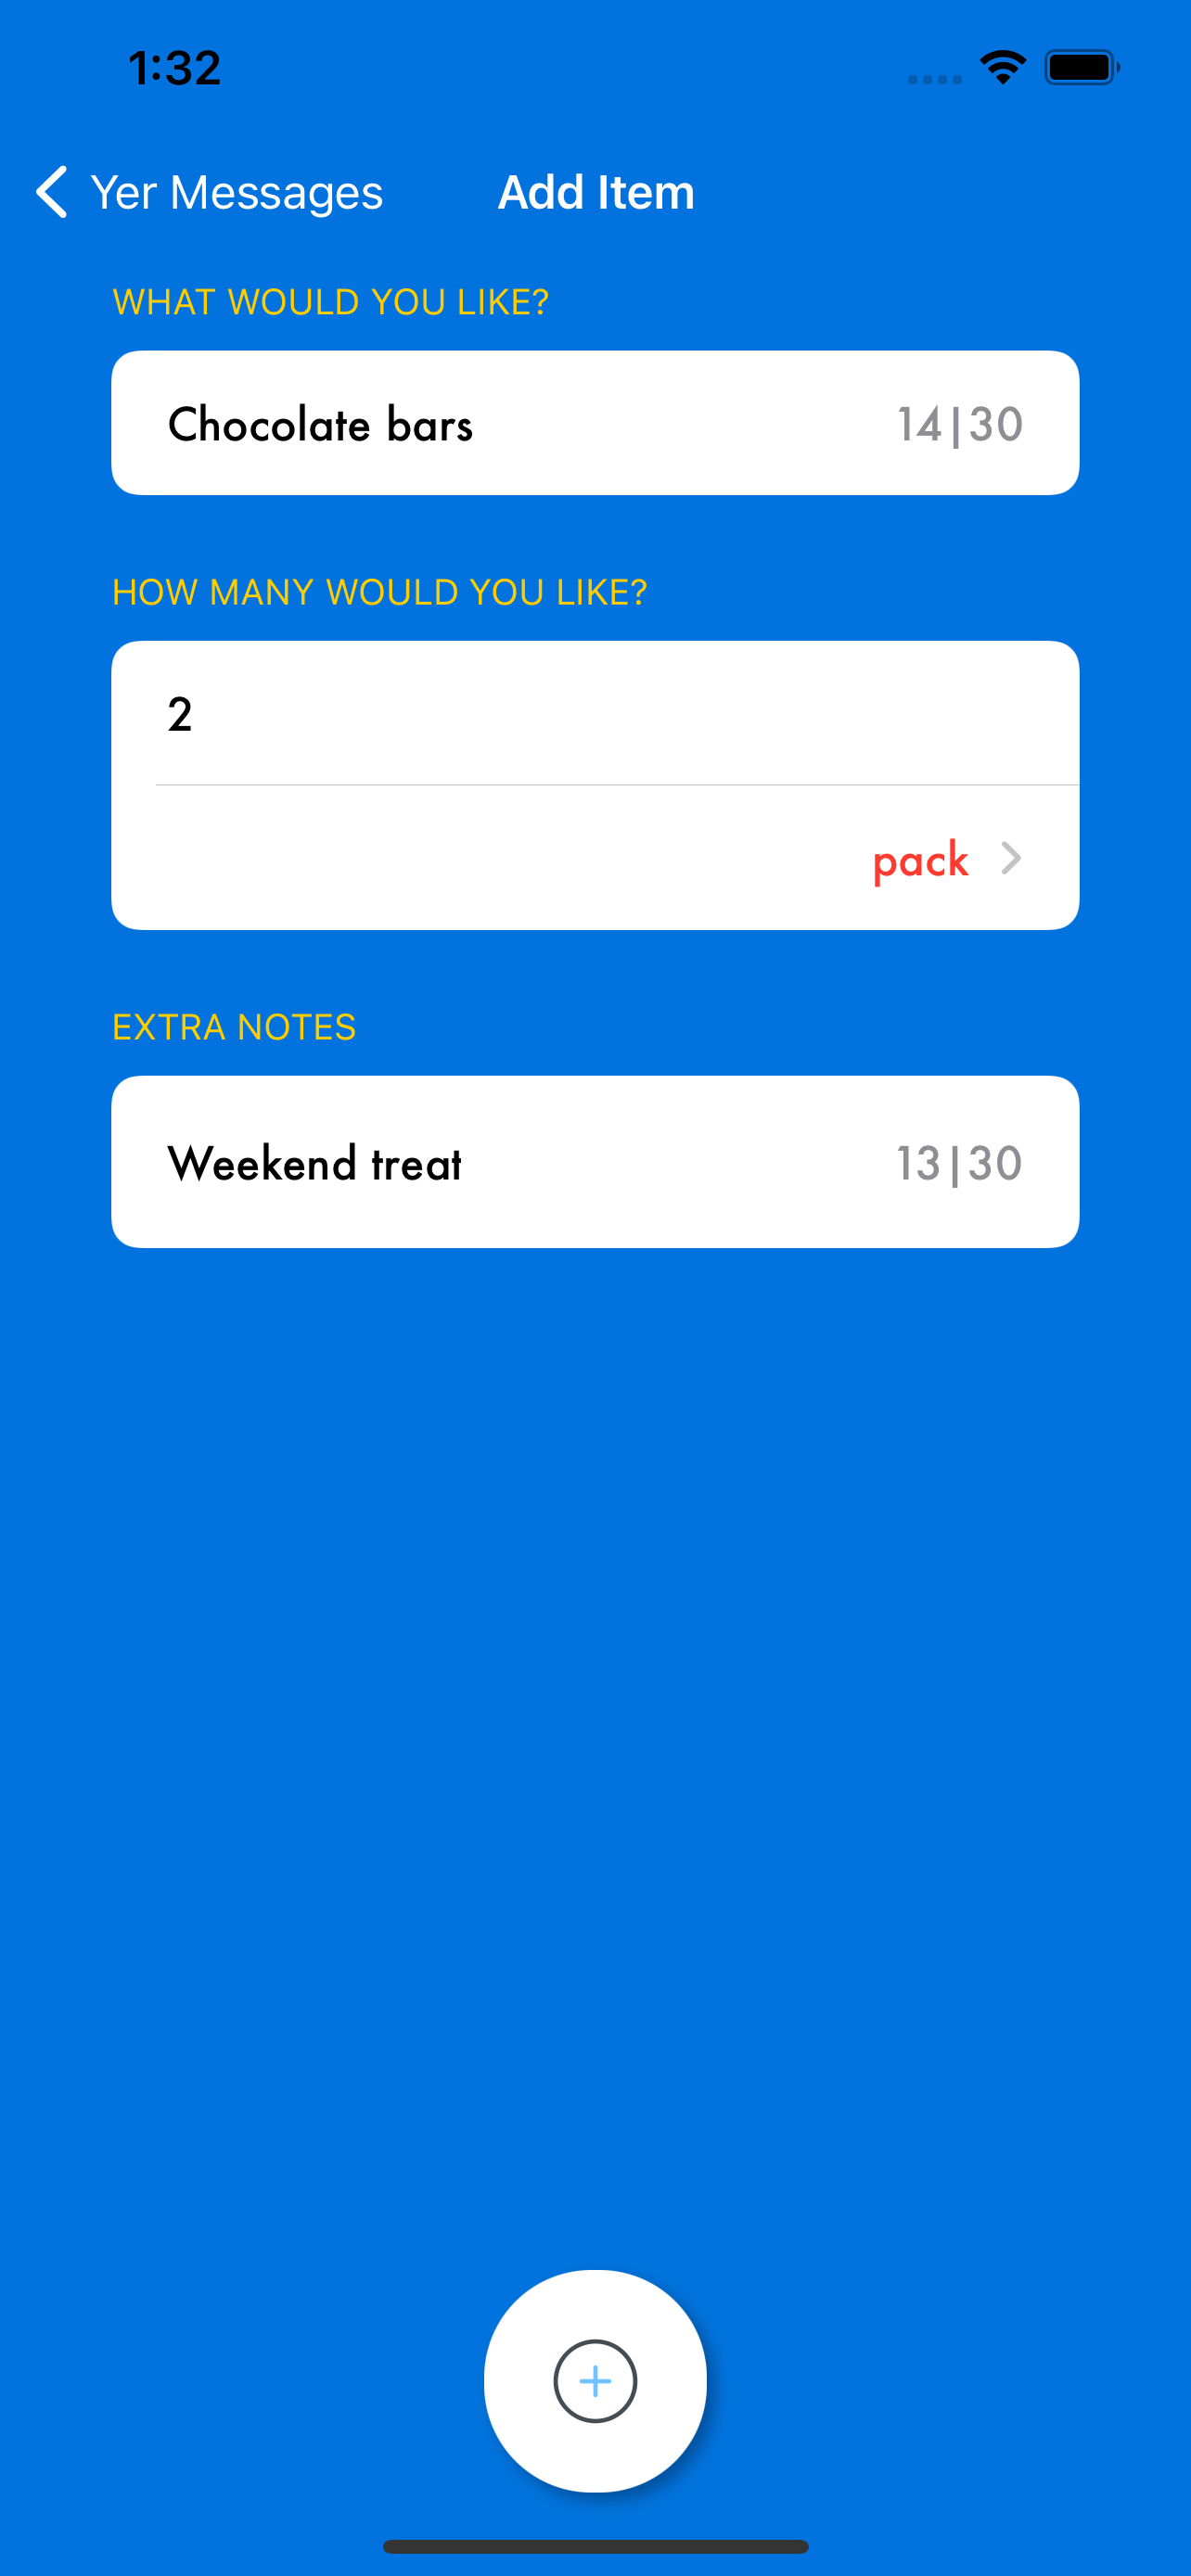 1:32
Yer Messages
Add Item
WHAT WOULD YOU LIKE?
Chocolate bars 14|30
HOW MANY WOULD YOU LIKE?
2
pack
EXTRA NOTES
Weekend treat 13|30